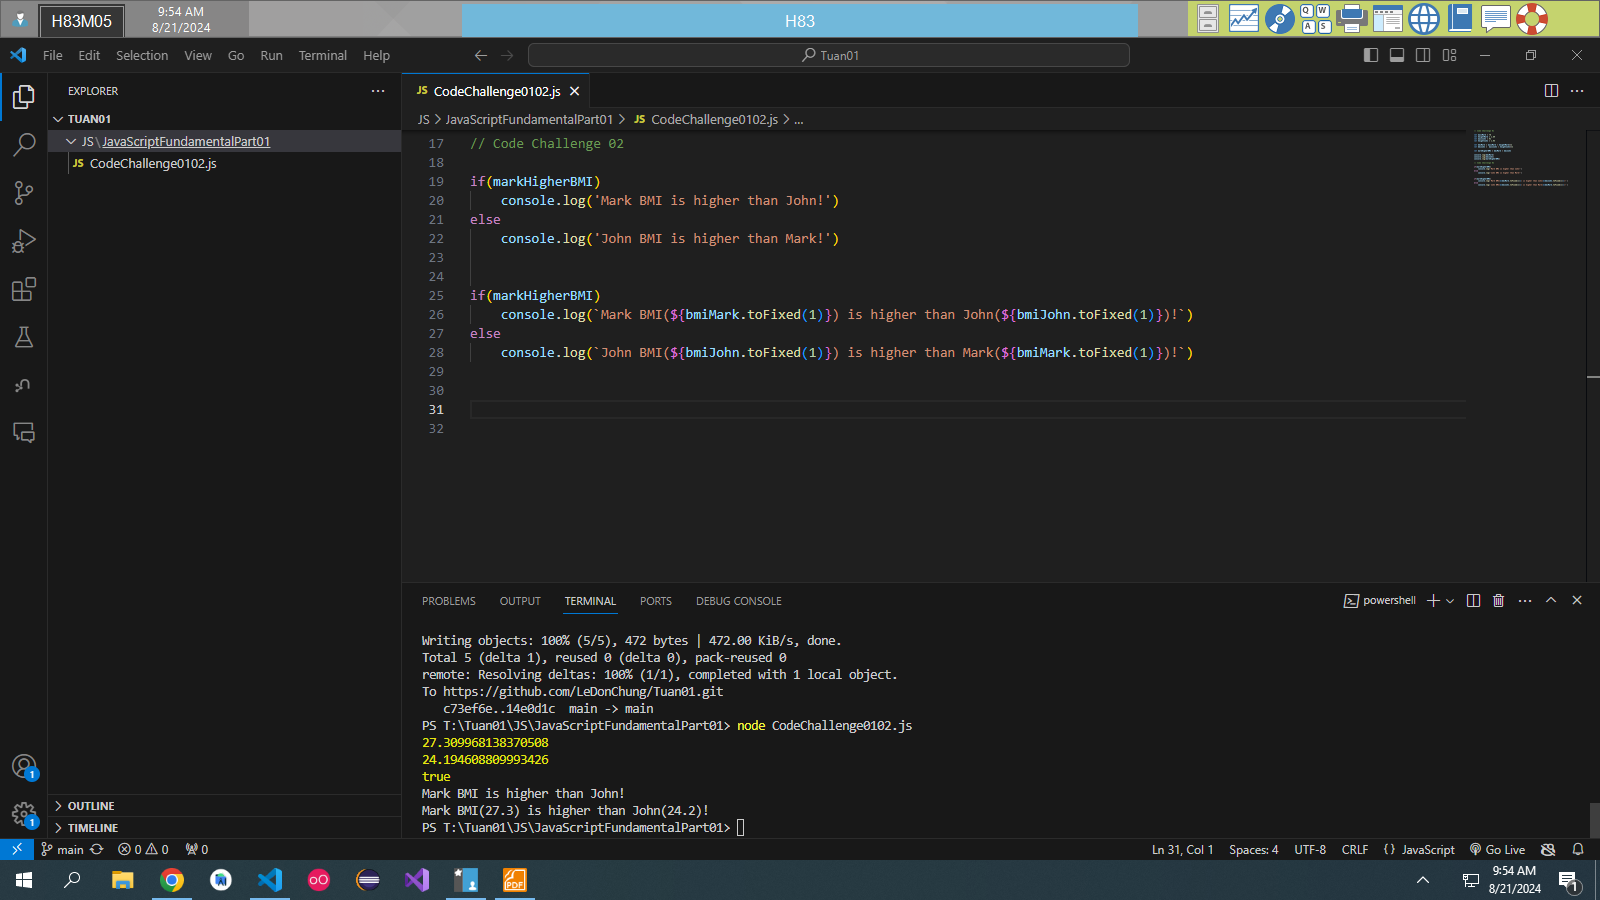 H83M05
9:54 AM
8/21/2024
H83
Q W
A S
File Edit Selection View Go Run Terminal Help
Tuan01
EXPLORER
TUAN01
JS\JavaScriptFundamentalPart01
JS CodeChallenge0102.js
JS CodeChallenge0102.js
JS > JavaScriptFundamentalPart01 > JS CodeChallenge0102.js > ...
17 // Code Challenge 02
18
19 if(markHigherBMI)
20 console.log('Mark BMI is higher than John!')
21 else
22 console.log('John BMI is higher than Mark!')
23
24
25 if(markHigherBMI)
26 console.log(`Mark BMI(${bmiMark.toFixed(1)}) is higher than John(${bmiJohn.toFixed(1)})!`)
27 else
28 console.log(`John BMI(${bmiJohn.toFixed(1)}) is higher than Mark(${bmiMark.toFixed(1)})!`)
29
30
31
32
PROBLEMS OUTPUT TERMINAL PORTS DEBUG CONSOLE
powershell
Writing objects: 100% (5/5), 472 bytes | 472.00 KiB/s, done.
Total 5 (delta 1), reused 0 (delta 0), pack-reused 0
remote: Resolving deltas: 100% (1/1), completed with 1 local object.
To https://github.com/LeDonChung/Tuan01.git
c73ef6e..14e0d1c main -> main
PS T:\Tuan01\JS\JavaScriptFundamentalPart01> node CodeChallenge0102.js
27.309968138370508
24.194608809993426
true
Mark BMI is higher than John!
Mark BMI(27.3) is higher than John(24.2)!
PS T:\Tuan01\JS\JavaScriptFundamentalPart01>
1
1
OUTLINE
TIMELINE
main 0 0 0
Ln 31, Col 1 Spaces: 4 UTF-8 CRLF {} JavaScript Go Live
PDF
9:54 AM
8/21/2024
1